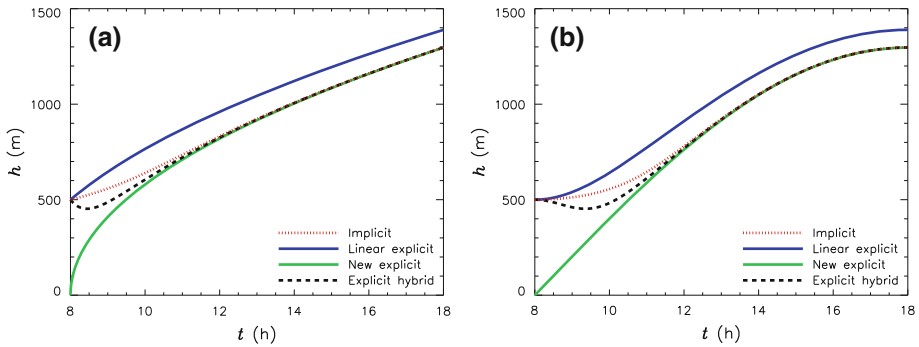 (a)
1500
1000
500
0
h (m)
8 10 12 14 16 18
t (h)
Implicit
Linear explicit
New explicit
Explicit hybrid
(b)
1500
1000
500
0
h (m)
8 10 12 14 16 18
t (h)
Implicit
Linear explicit
New explicit
Explicit hybrid